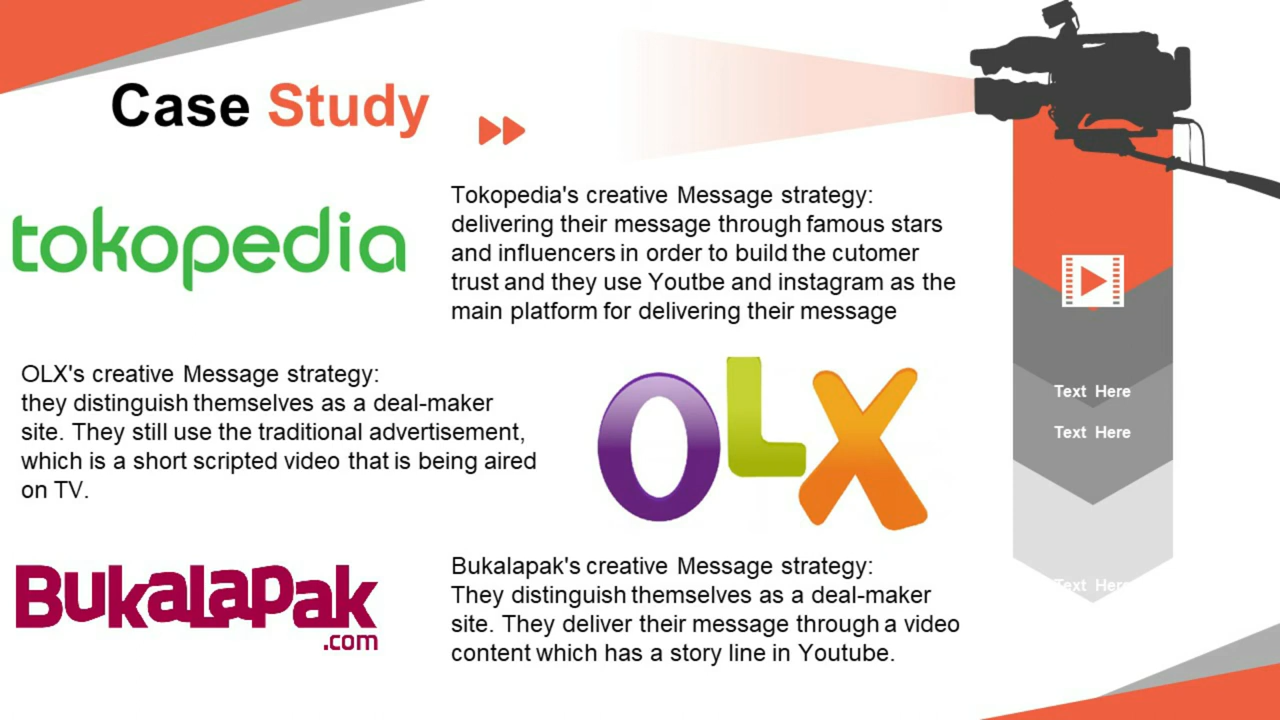 Case Study
tokopedia
Tokopedia's creative Message strategy:
delivering their message through famous stars
and influencers in order to build the cutomer
trust and they use Youtbe and instagram as the
main platform for delivering their message
OLX's creative Message strategy:
they distinguish themselves as a deal-maker
site. They still use the traditional advertisement,
which is a short scripted video that is being aired
on TV.
OLX
BukalaPak
.com
Bukalapak's creative Message strategy:
They distinguish themselves as a deal-maker
site. They deliver their message through a video
content which has a story line in Youtube.
Text Here
Text Here
Text Here